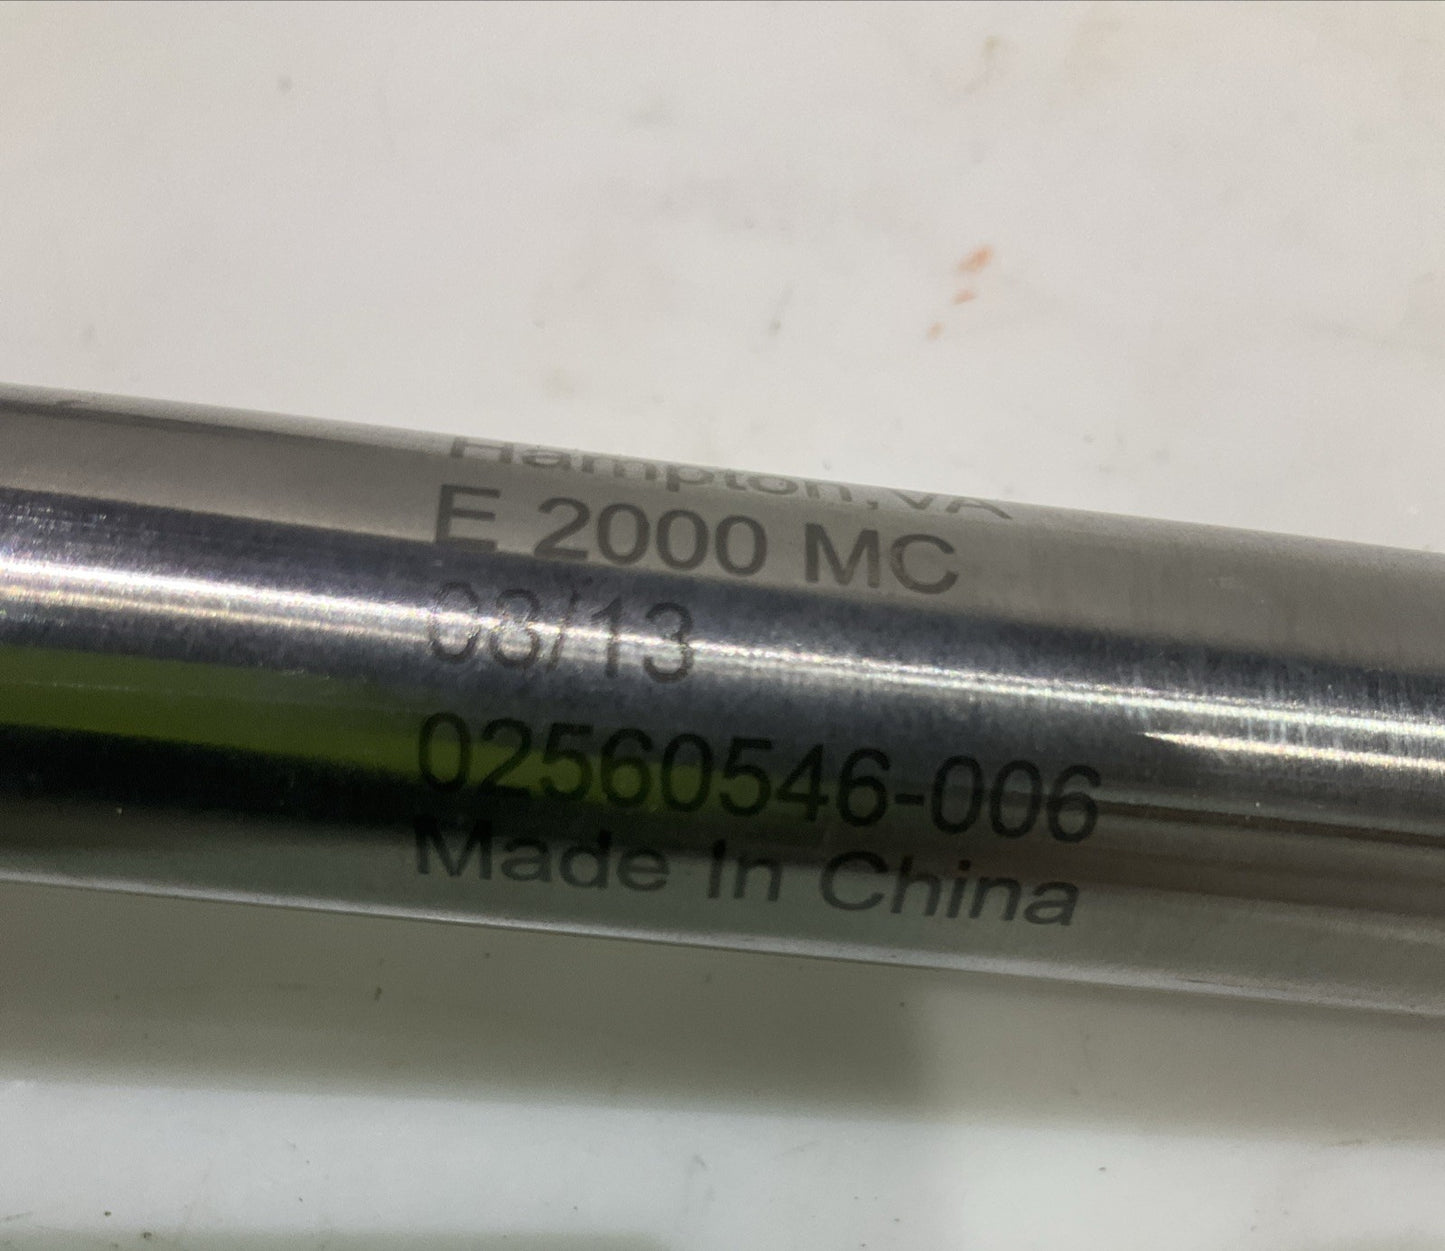 Hampton, VA
E 2000 MC
08/13
02560546-006
Made In China